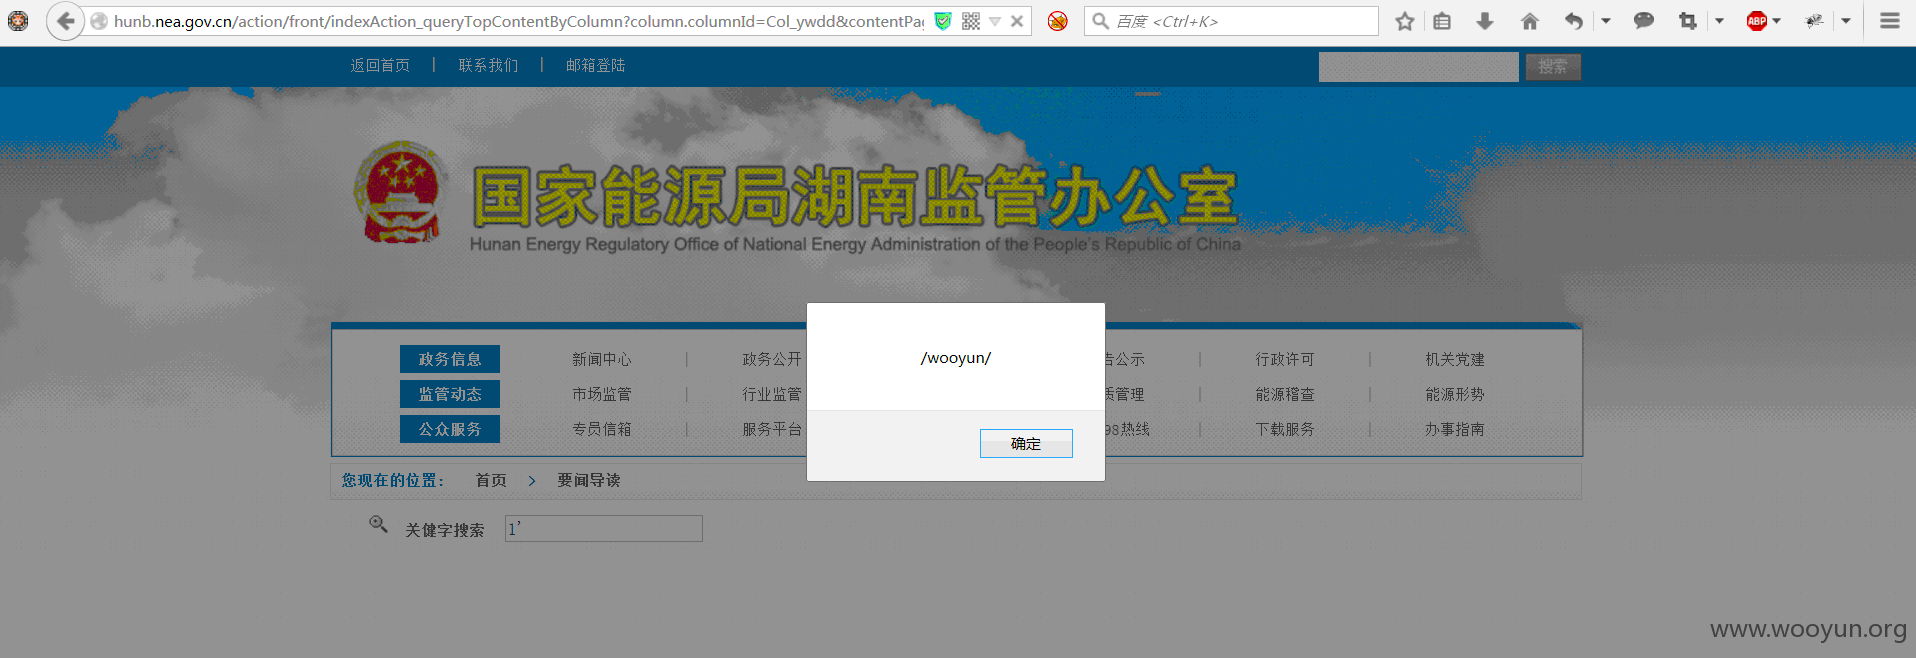 hunb.nea.gov.cn/action/front/indexAction_queryTopContentByColumn?column.columnId=Col_ywdd&contentPag
百度 <Ctrl+K>
ABP
返回首页 | 联系我们 | 邮箱登陆
搜索
国家能源局湖南监管办公室
Hunan Energy Regulatory Office of National Energy Administration of the People's Republic of China
/wooyun/
确定
政务信息 新闻中心 | 政务公开 告公示 | 行政许可 | 机关党建
监管动态 市场监管 | 行业监管 质管理 | 能源稽查 | 能源形势
公众服务 专员信箱 | 服务平台 98热线 | 下载服务 | 办事指南
您现在的位置: 首页 > 要闻导读
关健字搜索 1'
www.wooyun.org